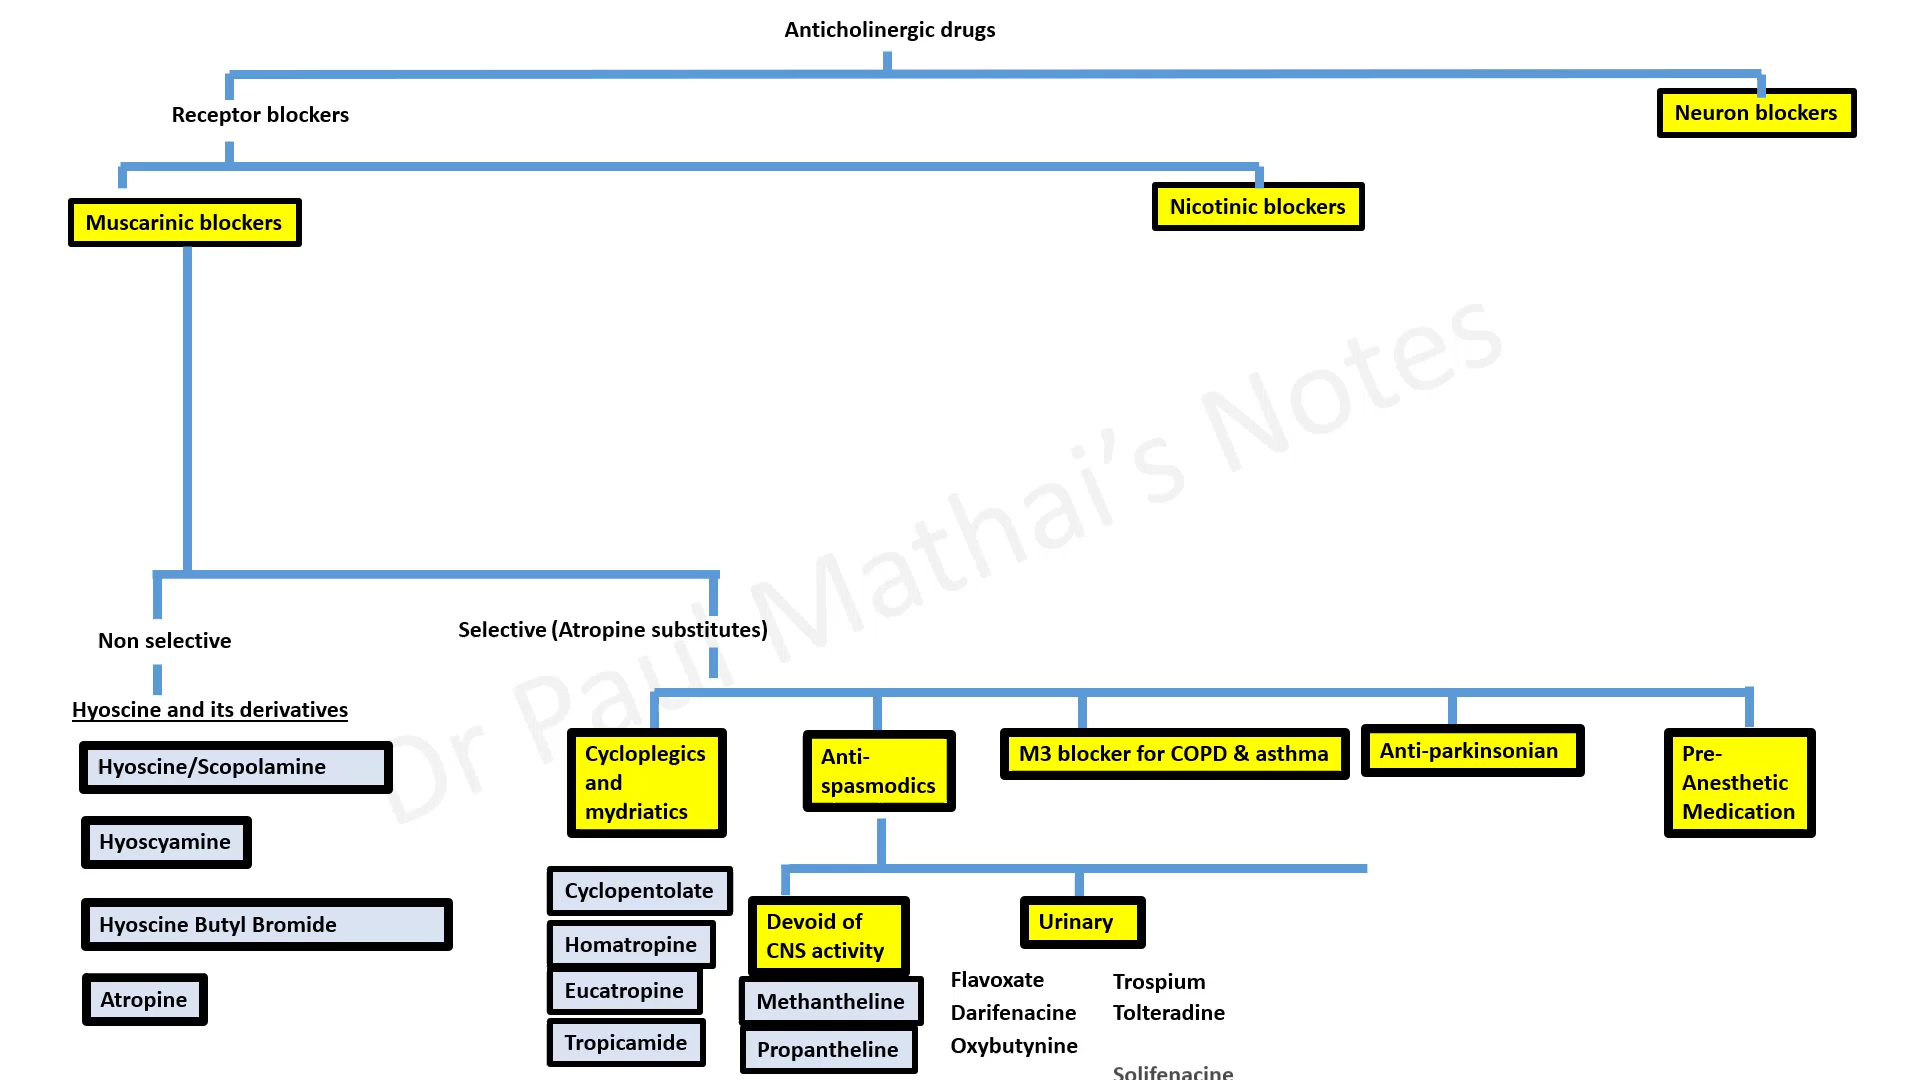 Anticholinergic drugs
Receptor blockers
Neuron blockers
Muscarinic blockers
Nicotinic blockers
Dr Paul Mathai's Notes
Non selective
Selective (Atropine substitutes)
Hyoscine and its derivatives
Hyoscine/Scopolamine
Hyoscyamine
Hyoscine Butyl Bromide
Atropine
Cycloplegics
and
mydriatics
Cyclopentolate
Homatropine
Eucatropine
Tropicamide
Anti-
spasmodics
Devoid of
CNS activity
Methantheline
Propantheline
Urinary
Flavoxate
Darifenacine
Oxybutynine
Trospium
Tolteradine
Solifenacine
M3 blocker for COPD & asthma
Anti-parkinsonian
Pre-
Anesthetic
Medication